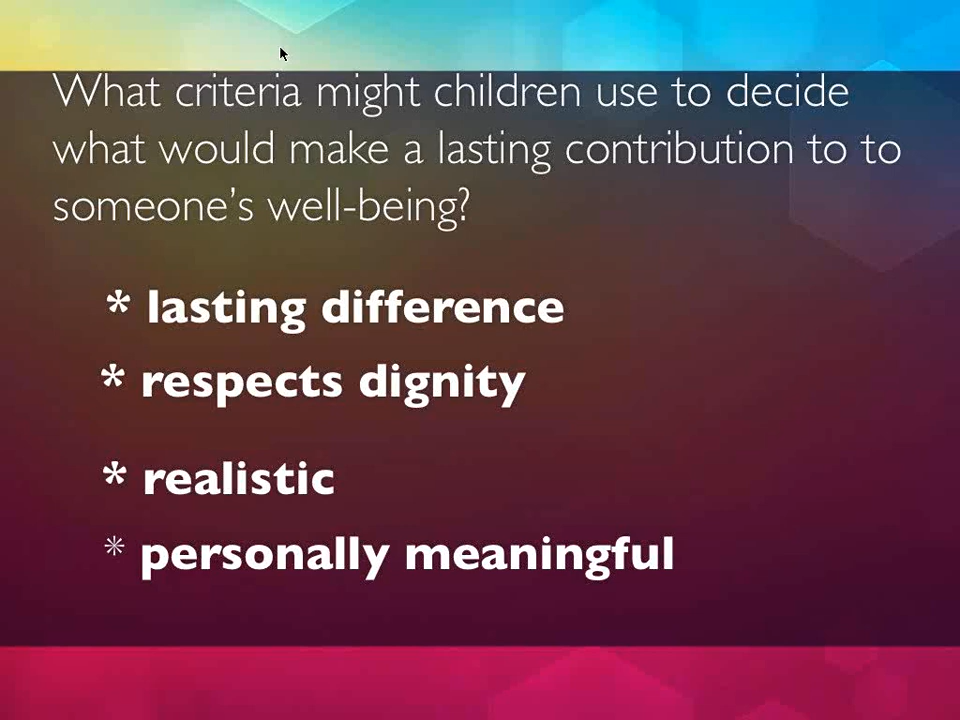 What criteria might children use to decide
what would make a lasting contribution to to
someone's well-being?
* lasting difference
* respects dignity
* realistic
* personally meaningful